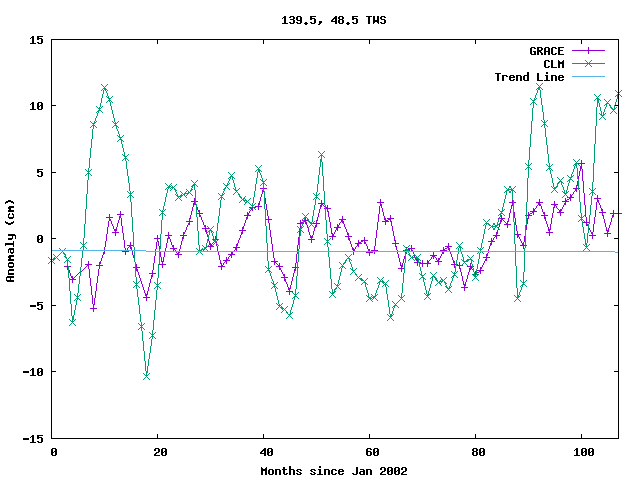 139.5, 48.5 TWS
GRACE
CLM
Trend Line
15
10
5
0
-5
-10
-15
Anomaly (cm)
0 20 40 60 80 100
Months since Jan 2002